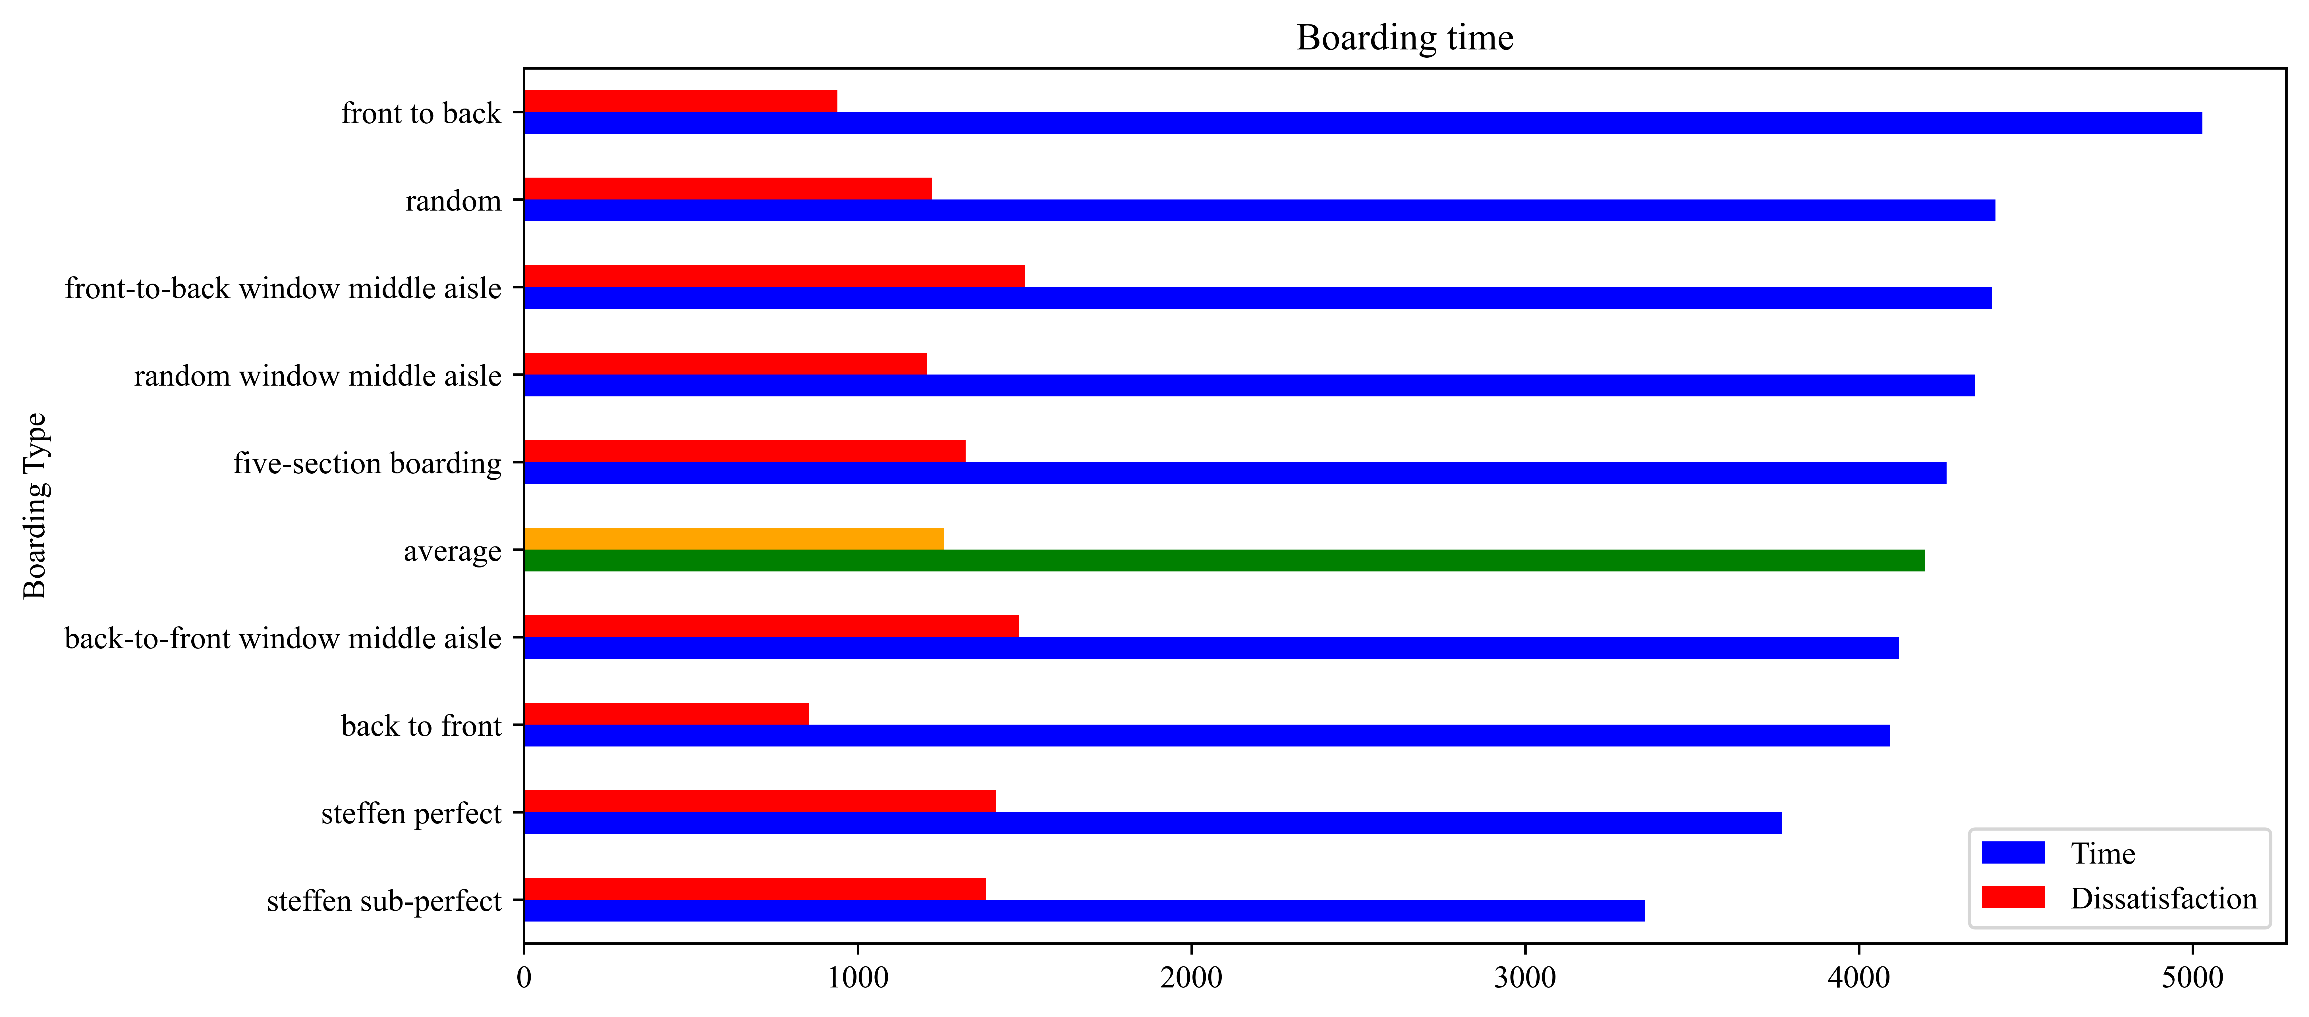 Boarding time
front to back
random
front-to-back window middle aisle
random window middle aisle
five-section boarding
average
back-to-front window middle aisle
back to front
steffen perfect
steffen sub-perfect
Boarding Type
0 1000 2000 3000 4000 5000
Time
Dissatisfaction